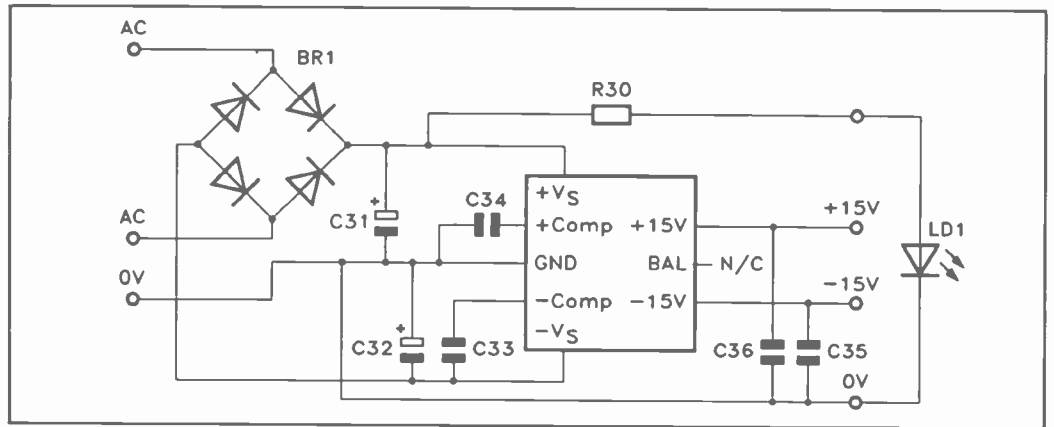 AC
BR1
R30
+VS
C34
+Comp
+15V
+15V
C31
LD1
AC
GND
BAL
N/C
0V
−Comp
−15V
−15V
−VS
C32
C33
C36
C35
0V
+
+